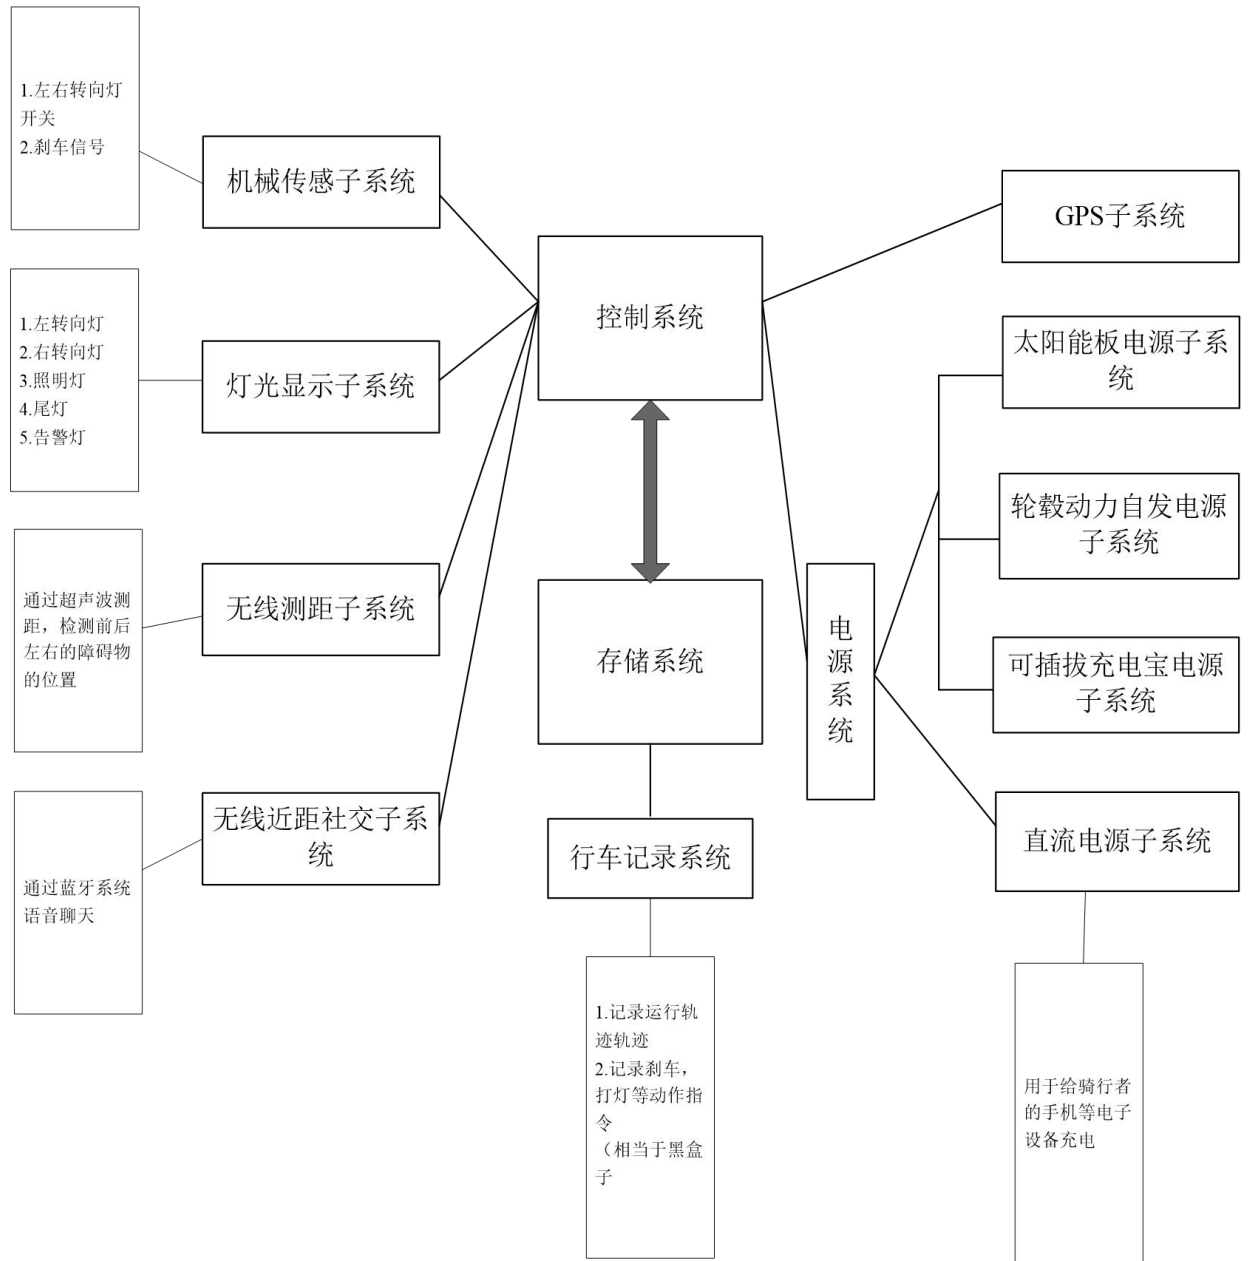 1.左右转向灯
开关
2.刹车信号
机械传感子系统
1.左转向灯
2.右转向灯
3.照明灯
4.尾灯
5.告警灯
灯光显示子系统
通过超声波测
距，检测前后
左右的障碍物
的位置
无线测距子系统
通过蓝牙系统
语音聊天
无线近距社交子系
统
控制系统
存储系统
行车记录系统
1.记录运行轨
迹轨迹
2.记录刹车，
打灯等动作指
令
（相当于黑盒
子
GPS子系统
电
源
系
统
太阳能板电源子系
统
轮毂动力自发电源
子系统
可插拔充电宝电源
子系统
直流电源子系统
用于给骑行者
的手机等电子
设备充电